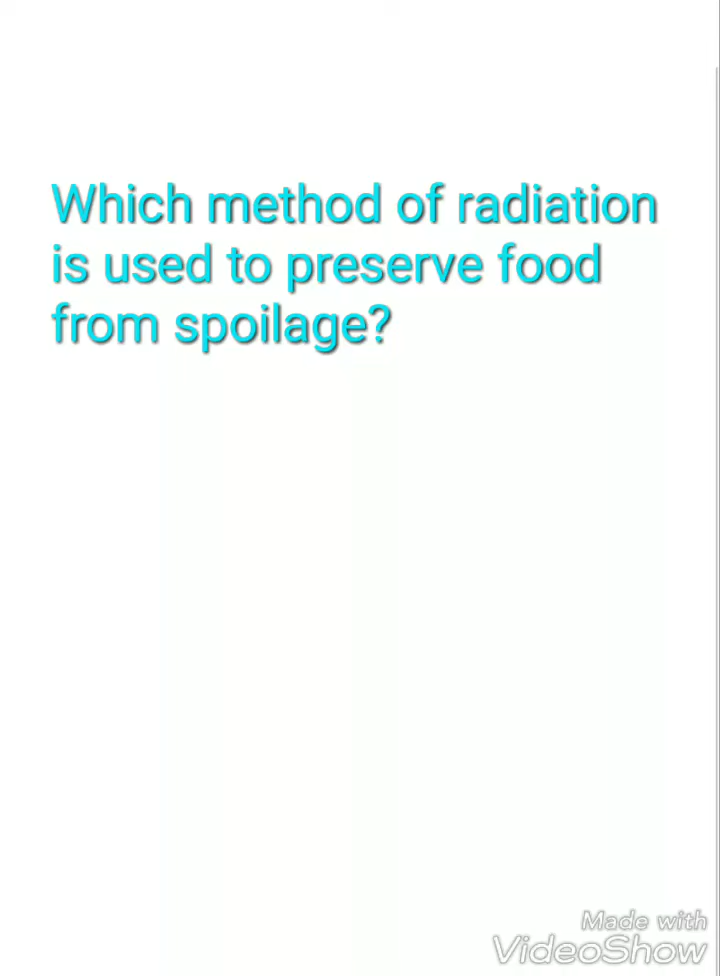 Which method of radiation
is used to preserve food
from spoilage?
Made with
VideoShow